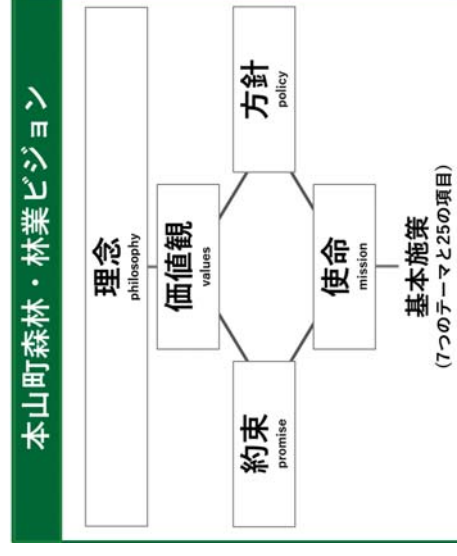 本山町森林・林業ビジョン
理念
philosophy
価値観
values
約束
promise
方針
policy
使命
mission
基本施策
(7つのテーマと25の項目)